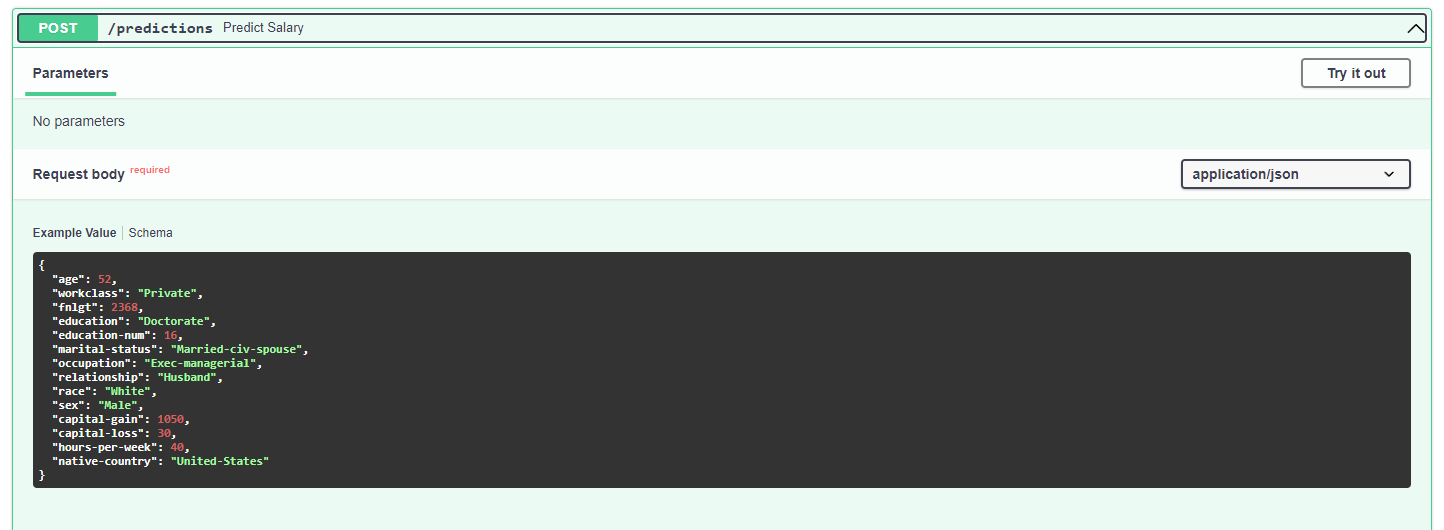 POST /predictions Predict Salary
Parameters Try it out
No parameters
Request body required application/json
Example Value | Schema
{
  "age": 52,
  "workclass": "Private",
  "fnlgt": 2368,
  "education": "Doctorate",
  "education-num": 16,
  "marital-status": "Married-civ-spouse",
  "occupation": "Exec-managerial",
  "relationship": "Husband",
  "race": "White",
  "sex": "Male",
  "capital-gain": 1050,
  "capital-loss": 30,
  "hours-per-week": 40,
  "native-country": "United-States"
}